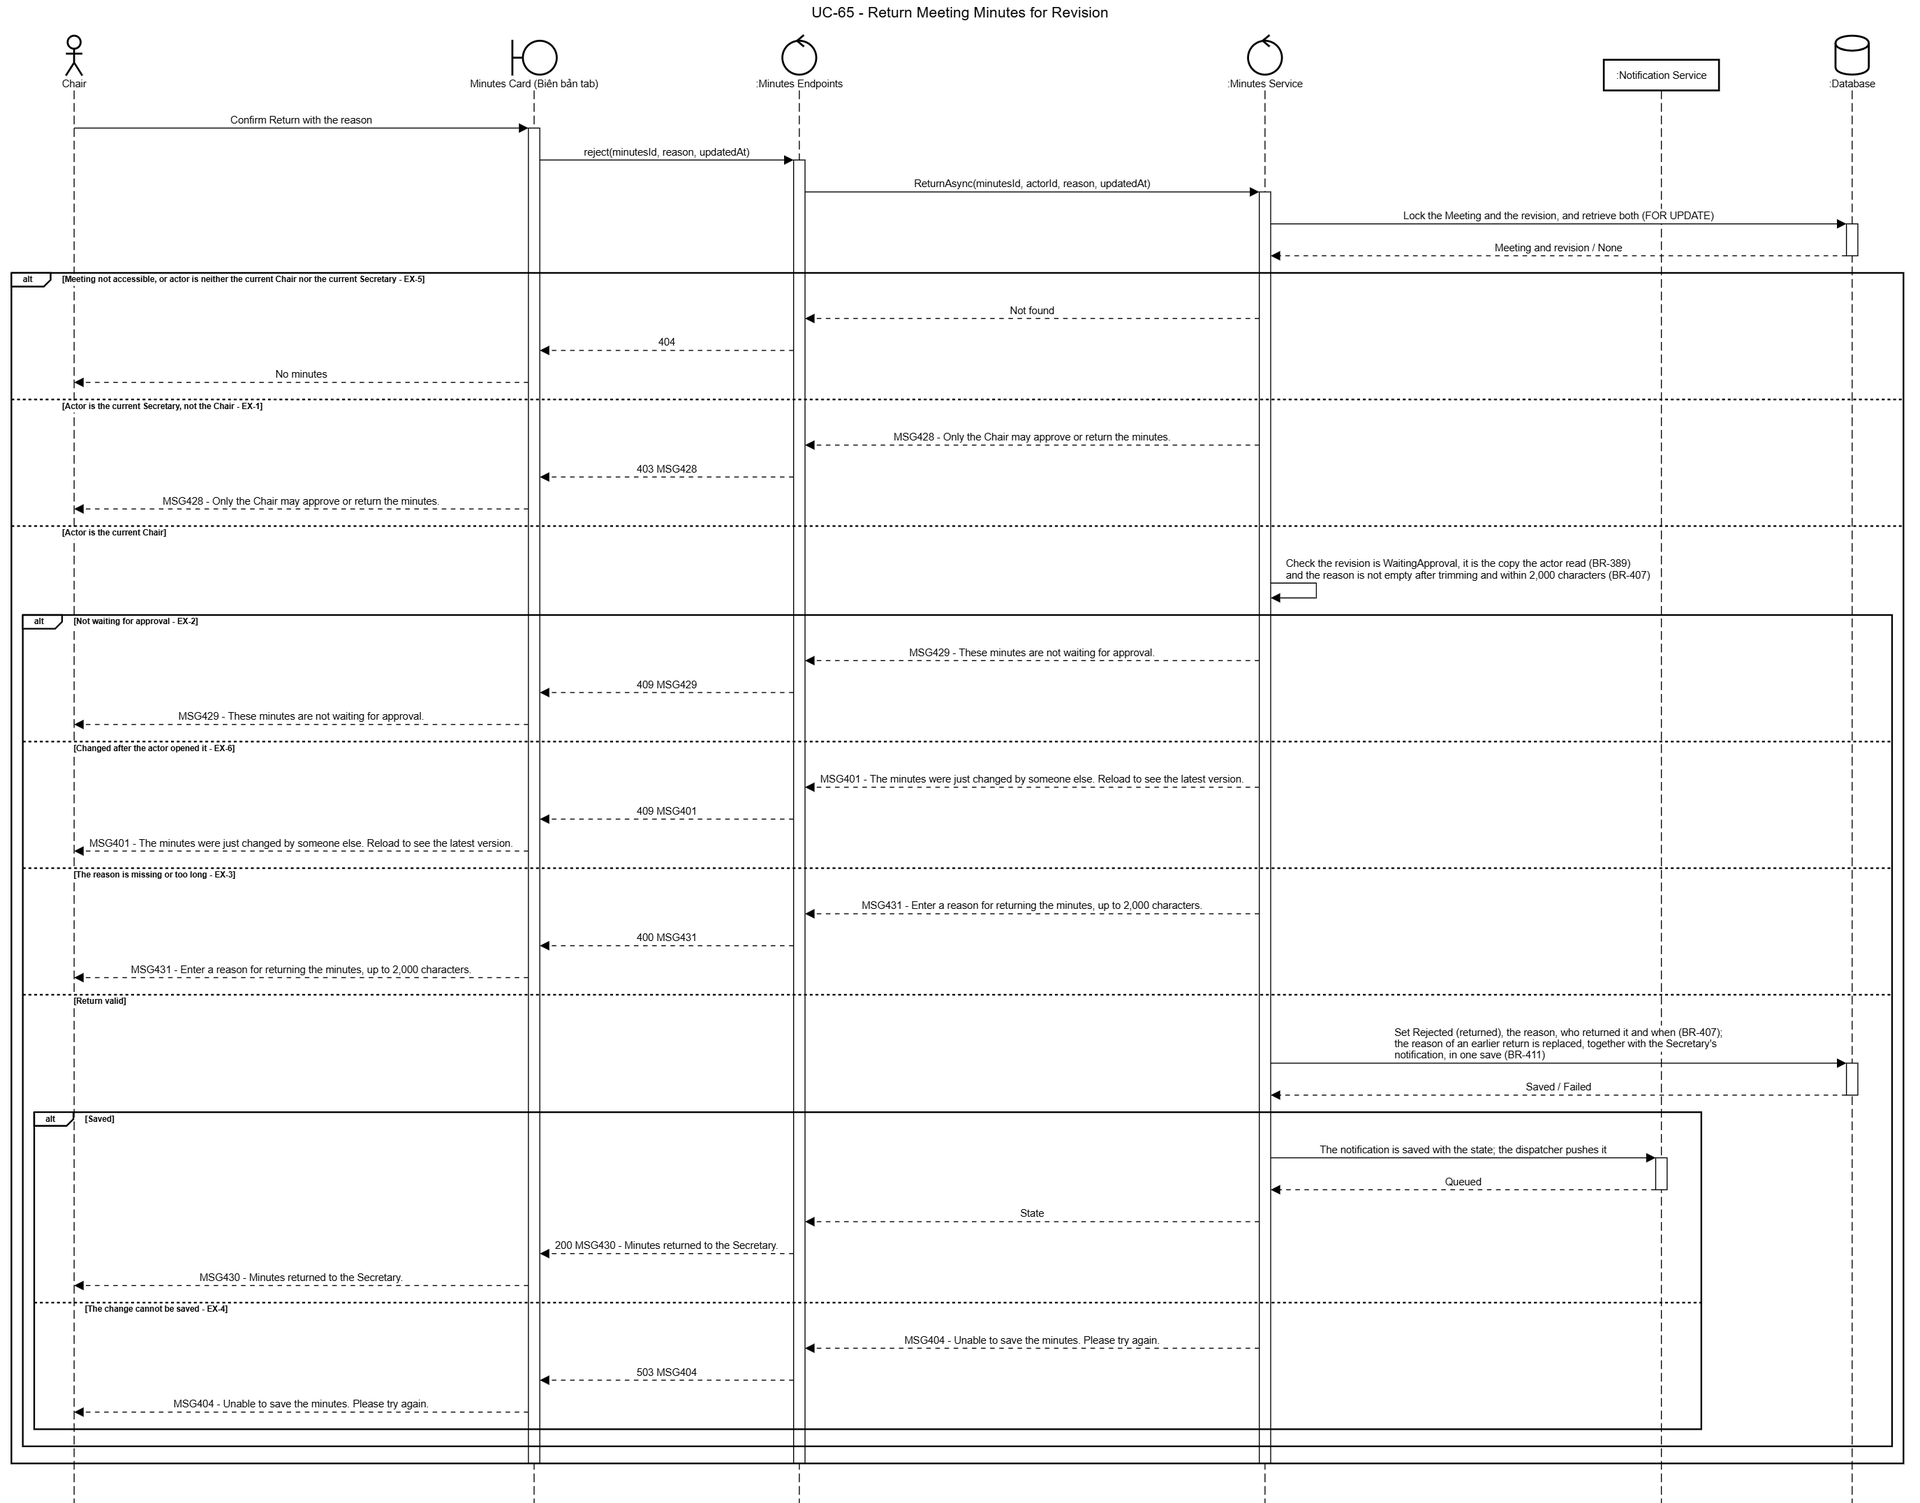 UC-65 - Return Meeting Minutes for Revision
Chair
Minutes Card (Biên bản tab)
:Minutes Endpoints
:Minutes Service
:Notification Service
:Database
Confirm Return with the reason
reject(minutesId, reason, updatedAt)
ReturnAsync(minutesId, actorId, reason, updatedAt)
Lock the Meeting and the revision, and retrieve both (FOR UPDATE)
Meeting and revision / None
alt
[Meeting not accessible, or actor is neither the current Chair nor the current Secretary - EX-5]
Not found
404
No minutes
[Actor is the current Secretary, not the Chair - EX-1]
MSG428 - Only the Chair may approve or return the minutes.
403 MSG428
MSG428 - Only the Chair may approve or return the minutes.
[Actor is the current Chair]
Check the revision is WaitingApproval, it is the copy the actor read (BR-389)
and the reason is not empty after trimming and within 2,000 characters (BR-407)
alt
[Not waiting for approval - EX-2]
MSG429 - These minutes are not waiting for approval.
409 MSG429
MSG429 - These minutes are not waiting for approval.
[Changed after the actor opened it - EX-6]
MSG401 - The minutes were just changed by someone else. Reload to see the latest version.
409 MSG401
MSG401 - The minutes were just changed by someone else. Reload to see the latest version.
[The reason is missing or too long - EX-3]
MSG431 - Enter a reason for returning the minutes, up to 2,000 characters.
400 MSG431
MSG431 - Enter a reason for returning the minutes, up to 2,000 characters.
[Return valid]
Set Rejected (returned), the reason, who returned it and when (BR-407);
the reason of an earlier return is replaced, together with the Secretary's
notification, in one save (BR-411)
Saved / Failed
alt
[Saved]
The notification is saved with the state; the dispatcher pushes it
Queued
State
200 MSG430 - Minutes returned to the Secretary.
MSG430 - Minutes returned to the Secretary.
[The change cannot be saved - EX-4]
MSG404 - Unable to save the minutes. Please try again.
503 MSG404
MSG404 - Unable to save the minutes. Please try again.